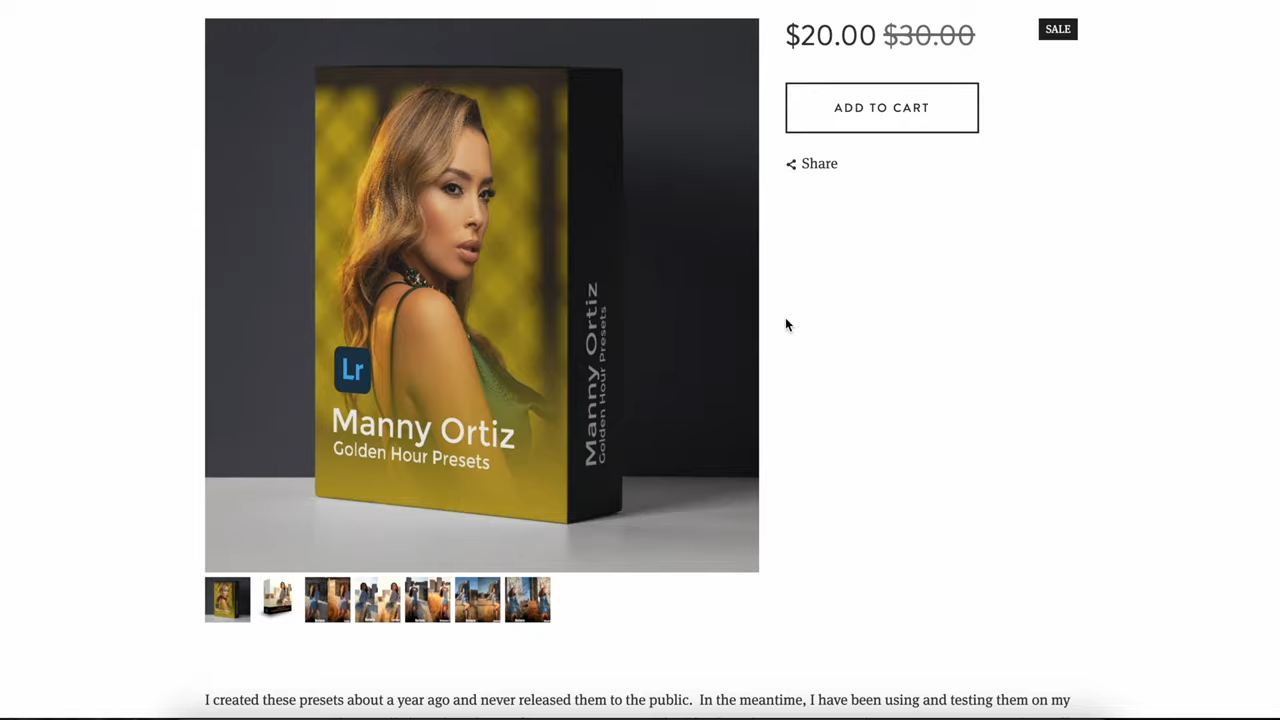 $20.00 $30.00
SALE
ADD TO CART
Share
Lr
Manny Ortiz
Golden Hour Presets
Manny Ortiz
Golden Hour Presets
I created these presets about a year ago and never released them to the public. In the meantime, I have been using and testing them on my